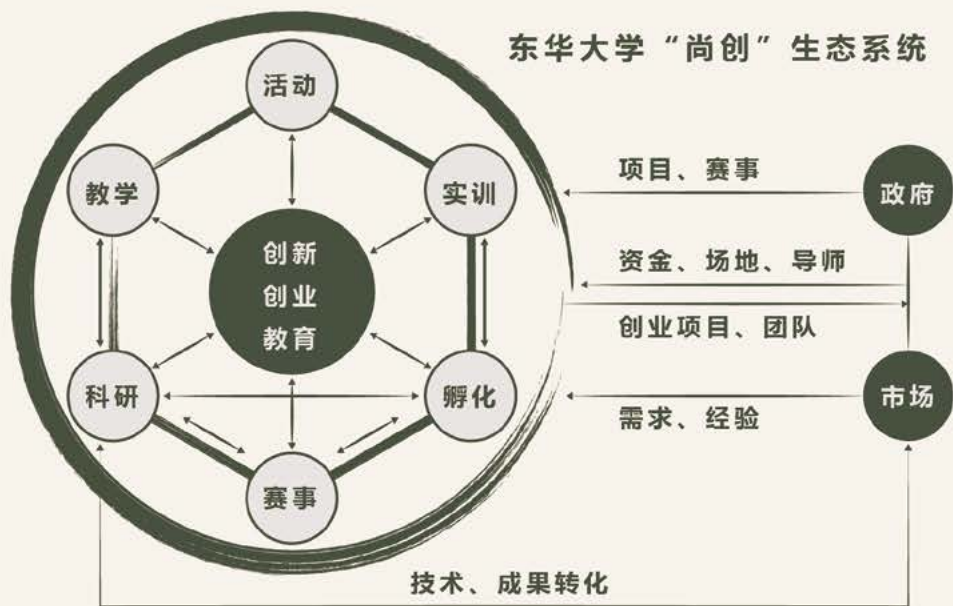 东华大学“尚创”生态系统
活动
教学
实训
创新
创业
教育
科研
孵化
赛事
项目、赛事
政府
资金、场地、导师
创业项目、团队
市场
需求、经验
技术、成果转化